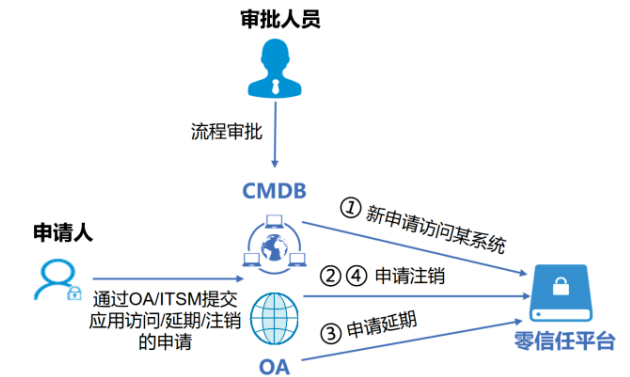 审批人员
流程审批
CMDB
① 新申请访问某系统
申请人
②④ 申请注销
通过OA/ITSM提交
应用访问/延期/注销
的申请
③ 申请延期
零信任平台
OA